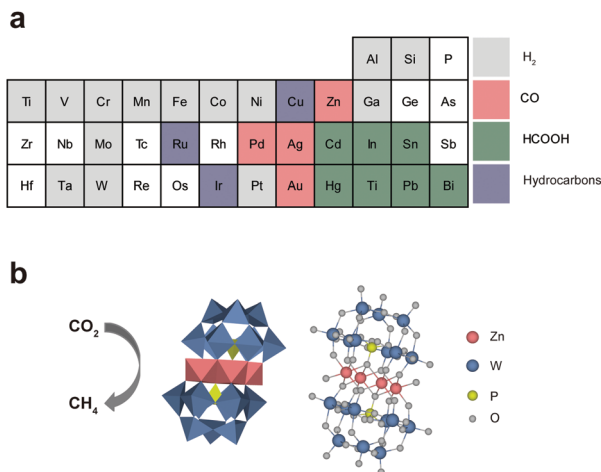 a
Al Si P
H2
Ti V Cr Mn Fe Co Ni Cu Zn Ga Ge As
CO
Zr Nb Mo Tc Ru Rh Pd Ag Cd In Sn Sb
HCOOH
Hf Ta W Re Os Ir Pt Au Hg Ti Pb Bi
Hydrocarbons
b
CO2
CH4
Zn
W
P
O